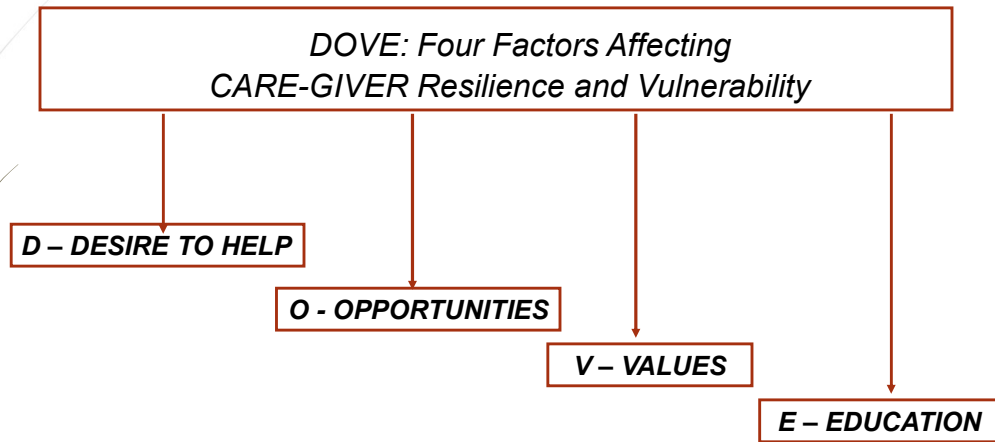 DOVE: Four Factors Affecting
CARE-GIVER Resilience and Vulnerability
D – DESIRE TO HELP
O - OPPORTUNITIES
V – VALUES
E – EDUCATION